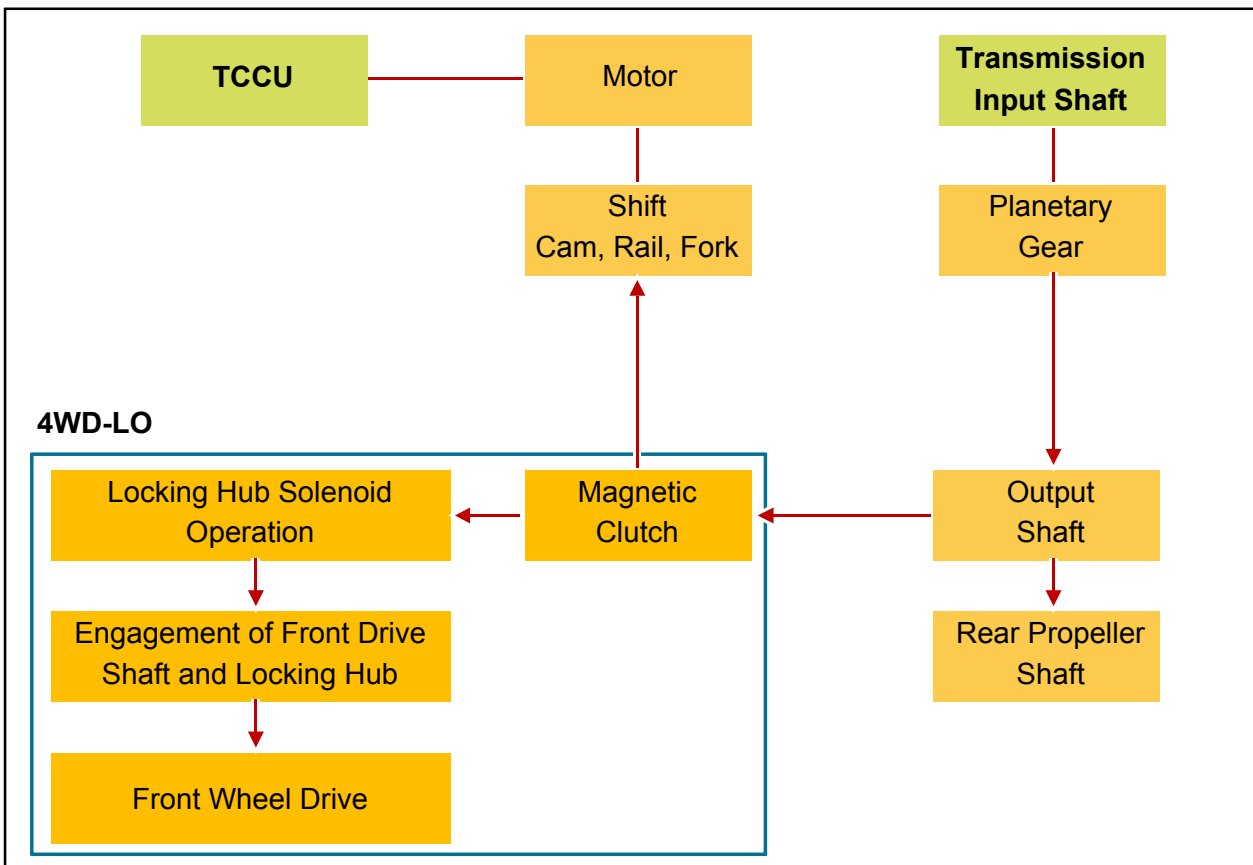 TCCU
Motor
Transmission
Input Shaft
Shift
Cam, Rail, Fork
Planetary
Gear
4WD-LO
Locking Hub Solenoid
Operation
Magnetic
Clutch
Output
Shaft
Engagement of Front Drive
Shaft and Locking Hub
Rear Propeller
Shaft
Front Wheel Drive